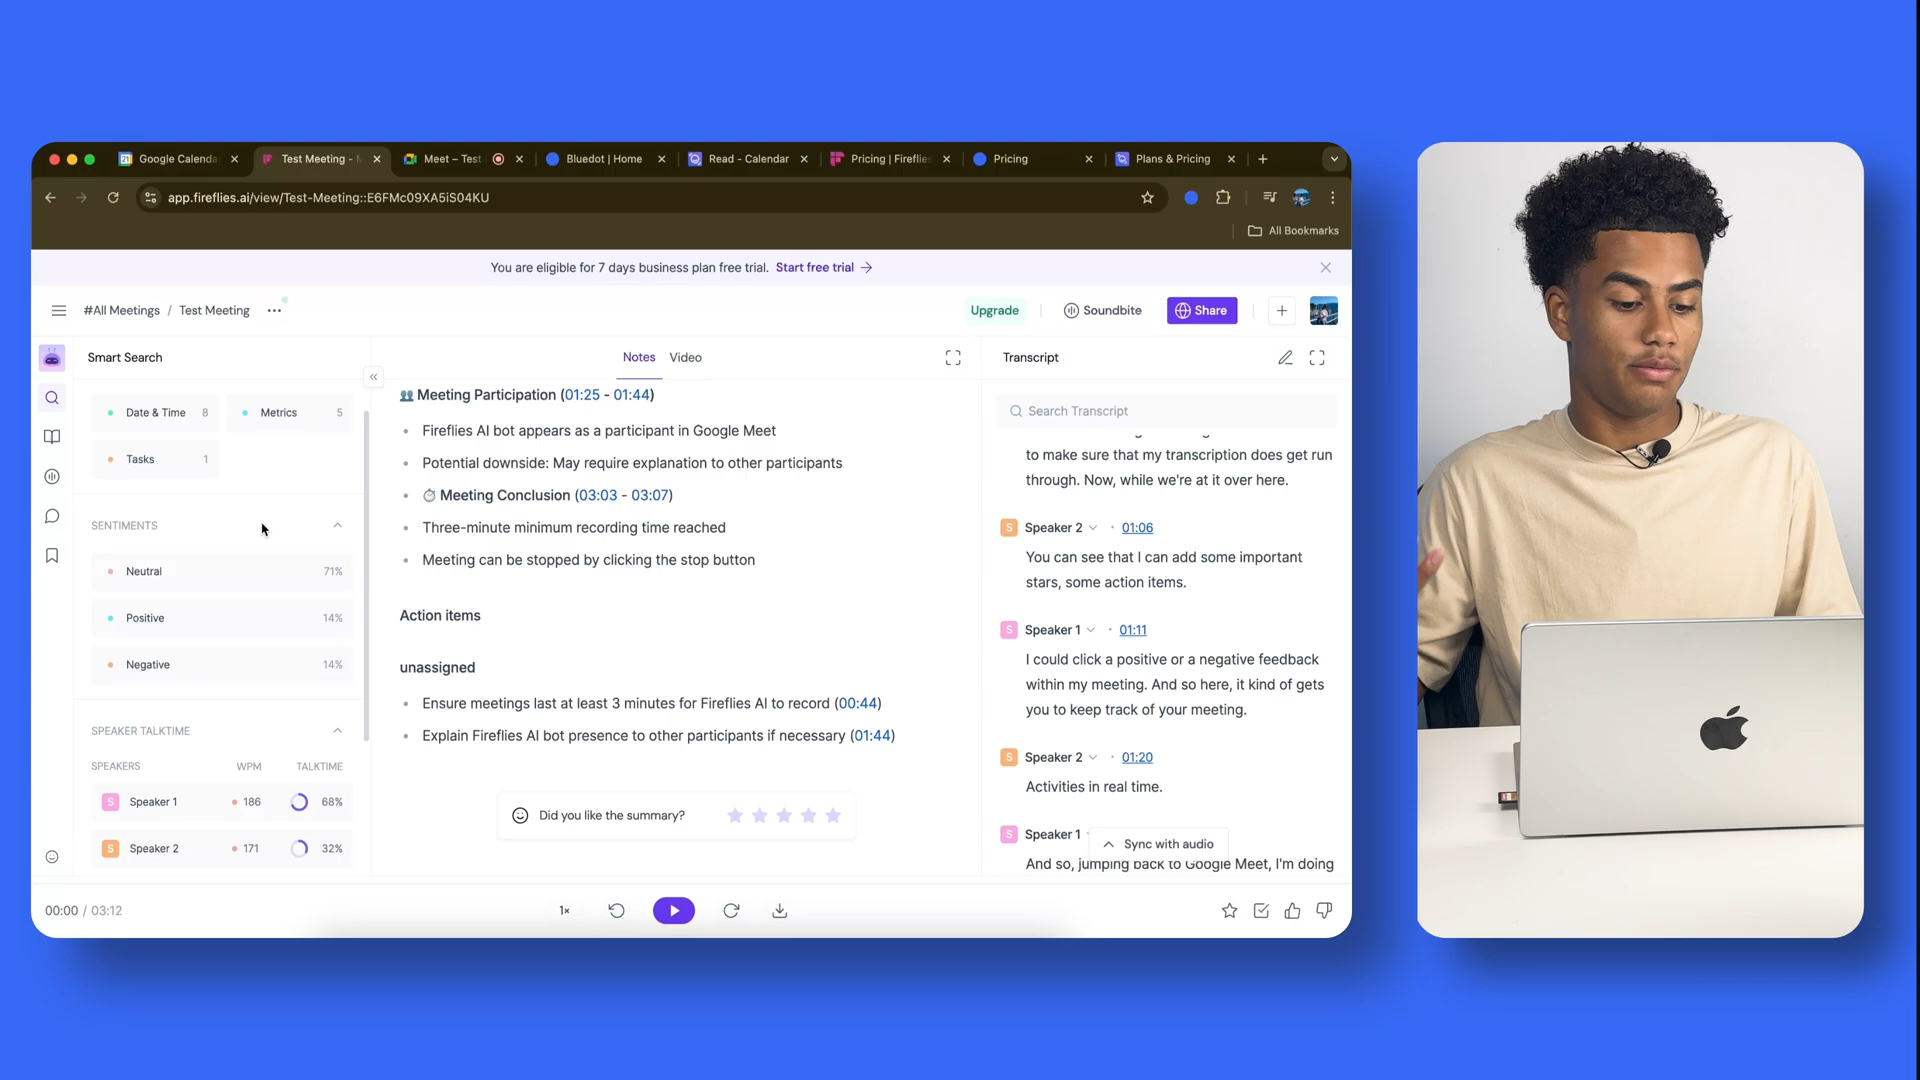 Google Calenda
Test Meeting -
Meet – Test
Bluedot | Home
Read - Calendar
Pricing | Fireflies
Pricing
Plans & Pricing
app.fireflies.ai/view/Test-Meeting::E6FMc09XA5iS04KU
All Bookmarks
You are eligible for 7 days business plan free trial. Start free trial →
#All Meetings / Test Meeting ...
Upgrade
Soundbite
Share
Smart Search
Date & Time 8
Metrics 5
Tasks 1
SENTIMENTS
Neutral 71%
Positive 14%
Negative 14%
SPEAKER TALKTIME
SPEAKERS WPM TALKTIME
S Speaker 1 186 68%
S Speaker 2 171 32%
Notes Video
Meeting Participation (01:25 - 01:44)
• Fireflies AI bot appears as a participant in Google Meet
• Potential downside: May require explanation to other participants
• Meeting Conclusion (03:03 - 03:07)
• Three-minute minimum recording time reached
• Meeting can be stopped by clicking the stop button
Action items
unassigned
• Ensure meetings last at least 3 minutes for Fireflies AI to record (00:44)
• Explain Fireflies AI bot presence to other participants if necessary (01:44)
Did you like the summary?
Transcript
Search Transcript
to make sure that my transcription does get run
through. Now, while we're at it over here.
S Speaker 2 · 01:06
You can see that I can add some important
stars, some action items.
S Speaker 1 · 01:11
I could click a positive or a negative feedback
within my meeting. And so here, it kind of gets
you to keep track of your meeting.
S Speaker 2 · 01:20
Activities in real time.
S Speaker 1
Sync with audio
And so, jumping back to Google Meet, I'm doing
00:00 / 03:12
1x